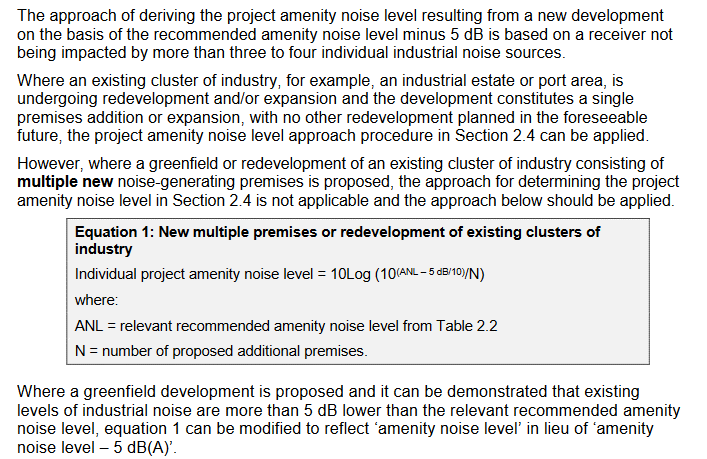 The approach of deriving the project amenity noise level resulting from a new development
on the basis of the recommended amenity noise level minus 5 dB is based on a receiver not
being impacted by more than three to four individual industrial noise sources.
Where an existing cluster of industry, for example, an industrial estate or port area, is
undergoing redevelopment and/or expansion and the development constitutes a single
premises addition or expansion, with no other redevelopment planned in the foreseeable
future, the project amenity noise level approach procedure in Section 2.4 can be applied.
However, where a greenfield or redevelopment of an existing cluster of industry consisting of
multiple new noise-generating premises is proposed, the approach for determining the project
amenity noise level in Section 2.4 is not applicable and the approach below should be applied.
Equation 1: New multiple premises or redevelopment of existing clusters of
industry
Individual project amenity noise level = 10Log (10(ANL – 5 dB/10)/N)
where:
ANL = relevant recommended amenity noise level from Table 2.2
N = number of proposed additional premises.
Where a greenfield development is proposed and it can be demonstrated that existing
levels of industrial noise are more than 5 dB lower than the relevant recommended amenity
noise level, equation 1 can be modified to reflect ‘amenity noise level’ in lieu of ‘amenity
noise level – 5 dB(A)’.